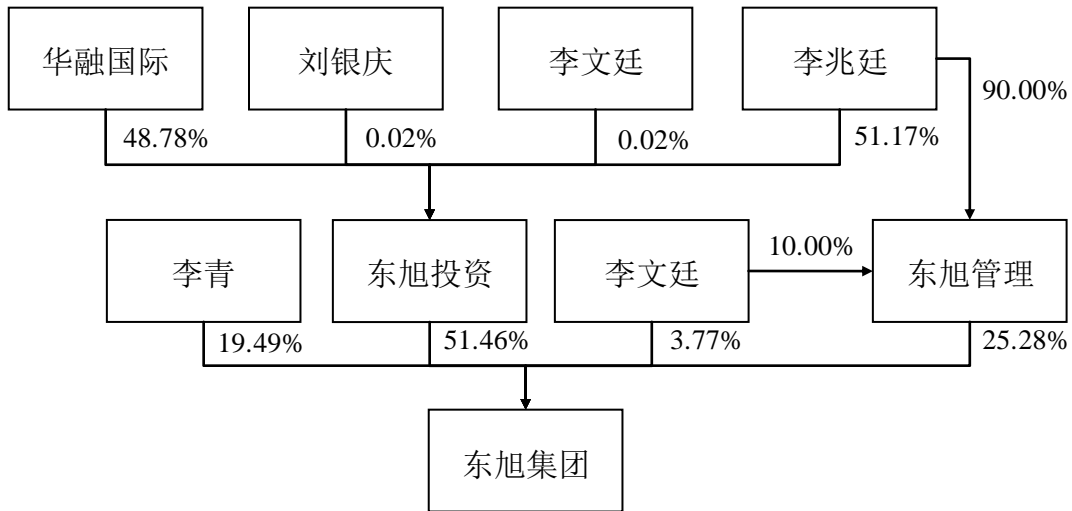 华融国际
刘银庆
李文廷
李兆廷
90.00%
48.78%
0.02%
0.02%
51.17%
10.00%
李青
东旭投资
李文廷
东旭管理
19.49%
51.46%
3.77%
25.28%
东旭集团